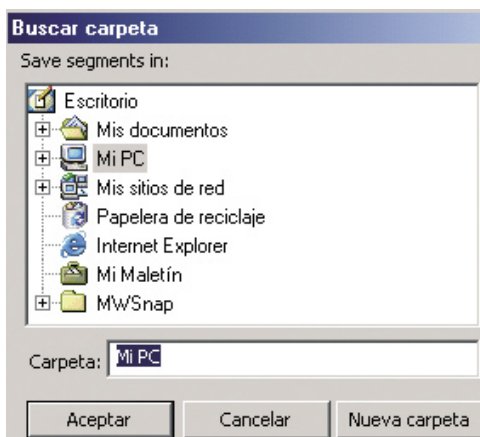 Buscar carpeta
Save segments in:
Escritorio
Mis documentos
Mi PC
Mis sitios de red
Papelera de reciclaje
Internet Explorer
Mi Maletín
MWSnap
Carpeta: Mi PC
Aceptar Cancelar Nueva carpeta